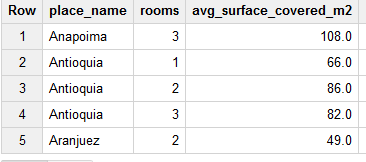 Row place_name rooms avg_surface_covered_m2
1 Anapoima 3 108.0
2 Antioquia 1 66.0
3 Antioquia 2 86.0
4 Antioquia 3 82.0
5 Aranjuez 2 49.0